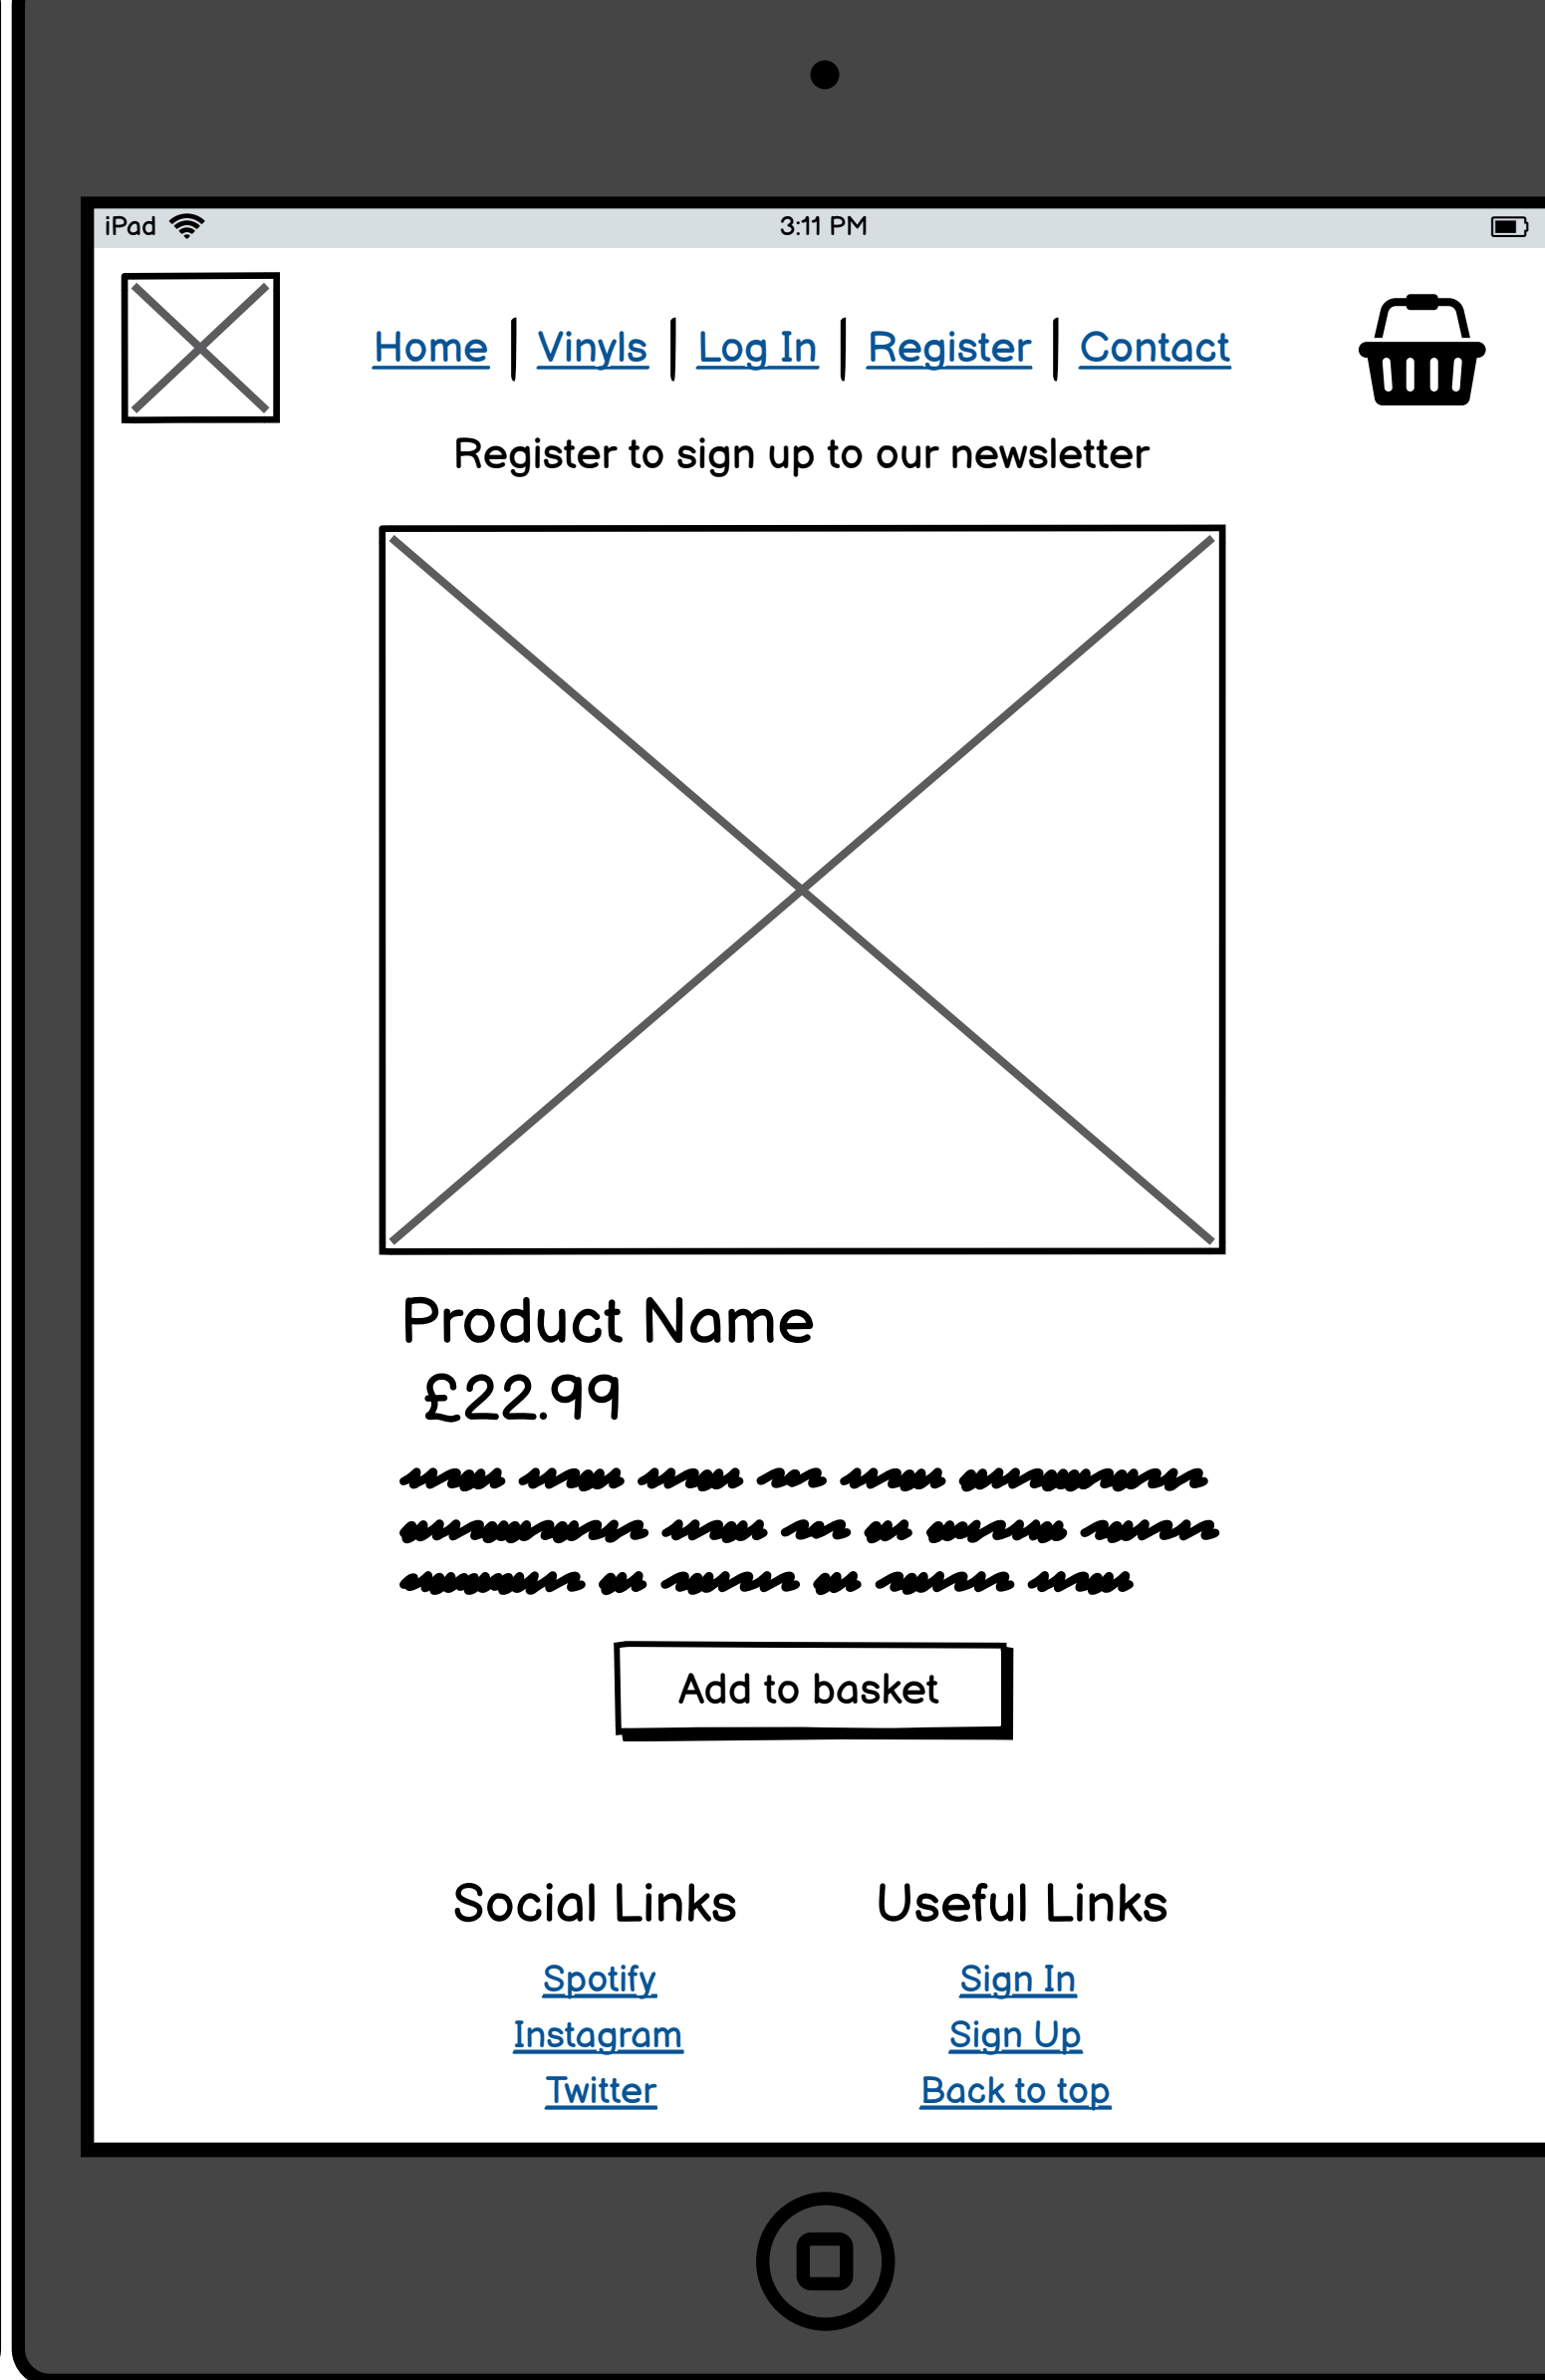 iPad 3:11 PM
Home | Vinyls | Log In | Register | Contact
Register to sign up to our newsletter
Product Name
£22.99
Add to basket
Social Links Useful Links
Spotify Sign In
Instagram Sign Up
Twitter Back to top